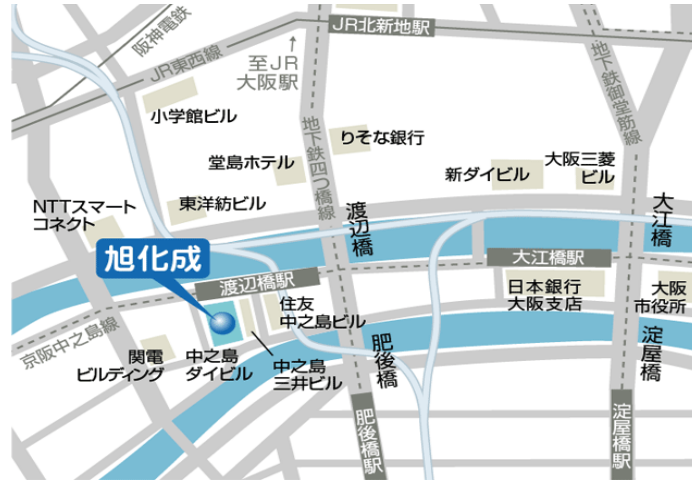 阪神電鉄
JR北新地駅
JR東西線
至JR
大阪駅
地下鉄御堂筋線
小学館ビル
地下鉄四つ橋線
りそな銀行
堂島ホテル
新ダイビル
大阪三菱
ビル
東洋紡ビル
NTTスマート
コネクト
渡辺橋
大江橋
旭化成
渡辺橋駅
大江橋駅
日本銀行
大阪支店
大阪
市役所
住友
中之島ビル
京阪中之島線
関電
ビルディング
中之島
ダイビル
中之島
三井ビル
肥後橋
淀屋橋
肥後橋駅
淀屋橋駅